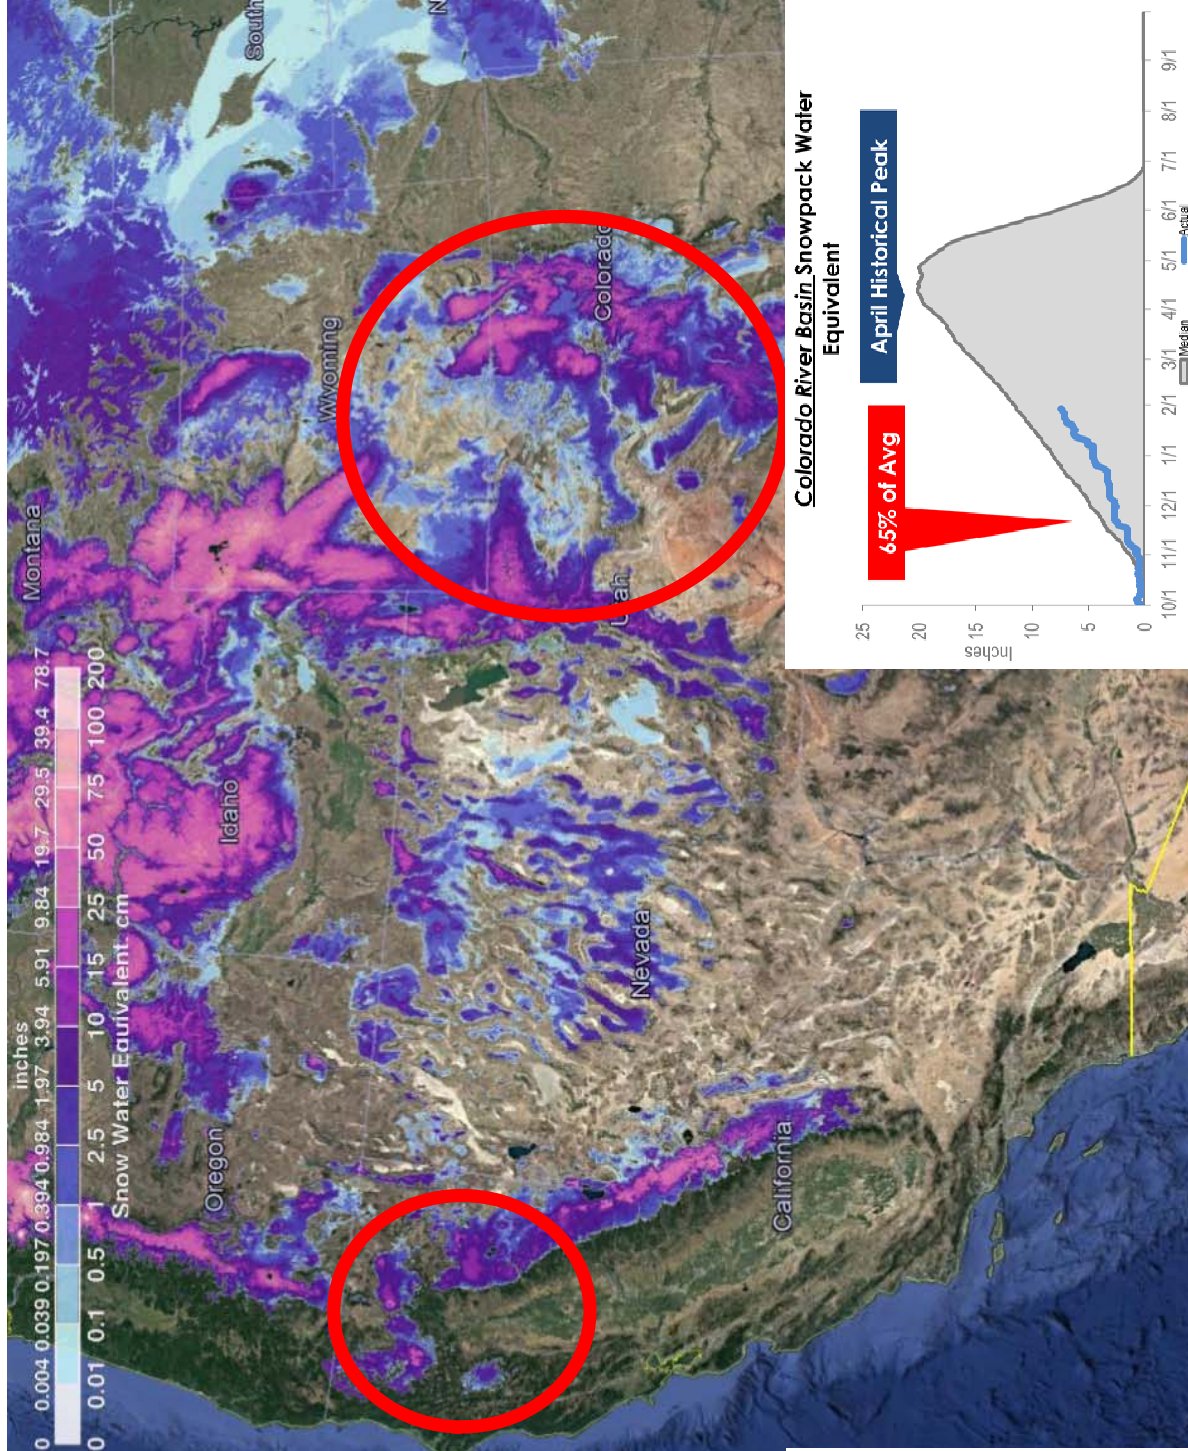 inches
0 0.004 0.039 0.197 0.394 0.984 1.97 3.94 5.91 9.84 19.7 29.5 39.4 78.7
0 0.01 0.1 0.5 1 2.5 5 10 15 25 50 75 100 200
Snow Water Equivalent. cm
Montana
South
N
Oregon
Idaho
Wyoming
Nevada
Utah
Colorado
California
Colorado River Basin Snowpack Water
Equivalent
65% of Avg
April Historical Peak
25
20
15
10
5
0
Inches
10/1 11/1 12/1 1/1 2/1 3/1 4/1 5/1 6/1 7/1 8/1 9/1
Median Actual